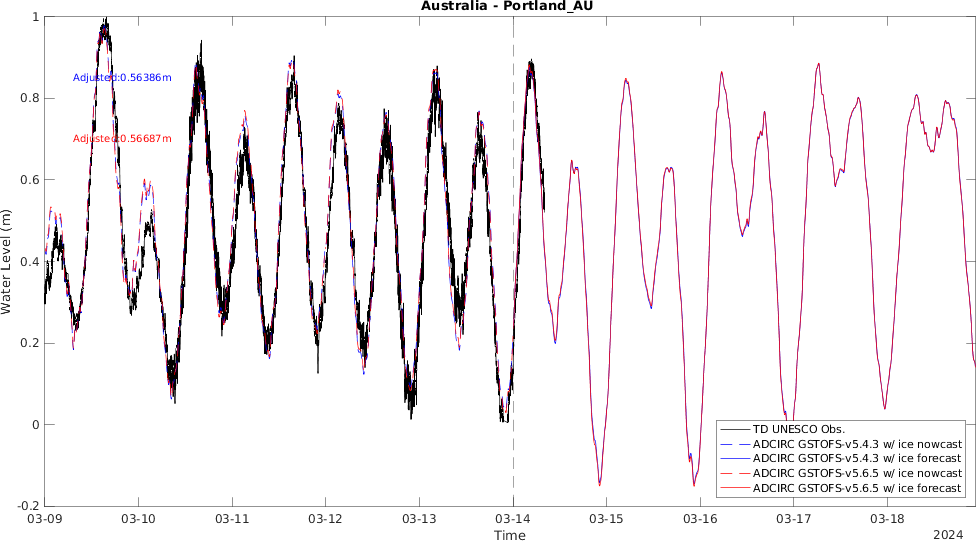 Australia - Portland_AU
1
0.8
0.6
0.4
0.2
0
-0.2
Water Level (m)
Adjusted:0.56386m
Adjusted:0.56687m
TD UNESCO Obs.
ADCIRC GSTOFS-v5.4.3 w/ ice nowcast
ADCIRC GSTOFS-v5.4.3 w/ ice forecast
ADCIRC GSTOFS-v5.6.5 w/ ice nowcast
ADCIRC GSTOFS-v5.6.5 w/ ice forecast
03-09 03-10 03-11 03-12 03-13 03-14 03-15 03-16 03-17 03-18
Time
2024